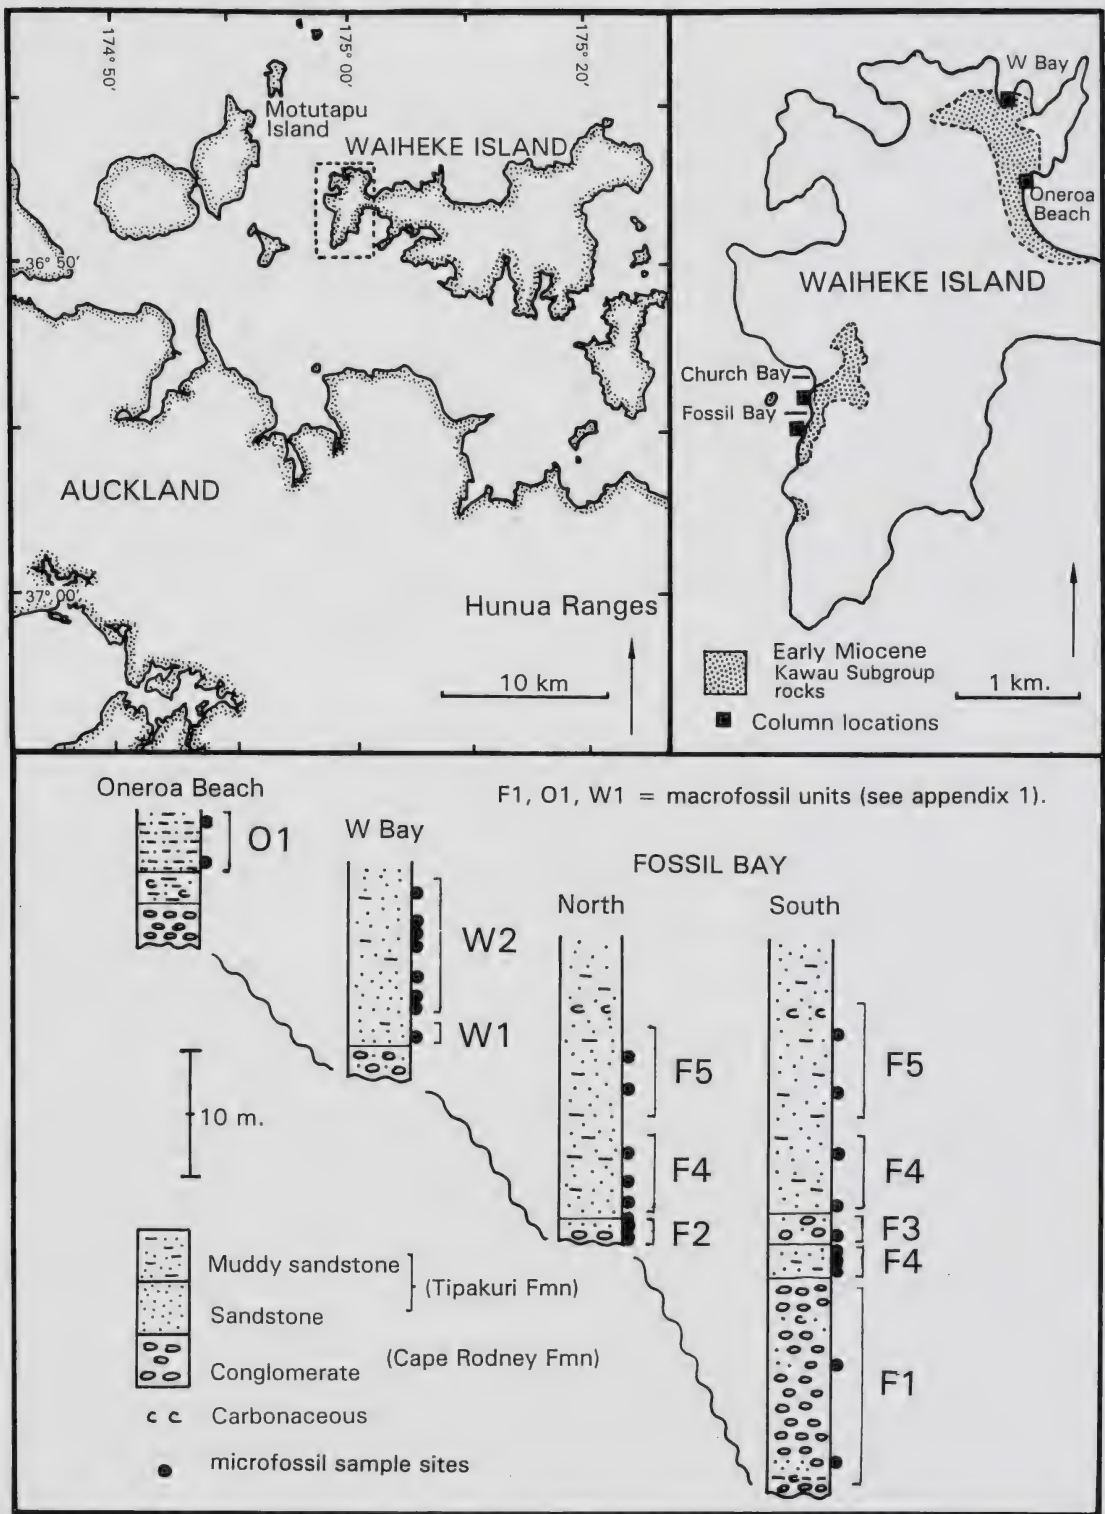 174° 50'
175° 00'
175° 20'
Motutapu
Island
WAIHEKE ISLAND
36° 50'
AUCKLAND
37° 00'
Hunua Ranges
10 km
W Bay
Oneroa
Beach
WAIHEKE ISLAND
Church Bay
Fossil Bay
Early Miocene
Kawau Subgroup
rocks
1 km.
Column locations
Oneroa Beach
F1, O1, W1 = macrofossil units (see appendix 1).
O1
W Bay
FOSSIL BAY
North
South
W2
W1
F5
F5
10 m.
F4
F4
F2
F3
F4
F1
Muddy sandstone
(Tipakuri Fmn)
Sandstone
Conglomerate
(Cape Rodney Fmn)
c c Carbonaceous
microfossil sample sites